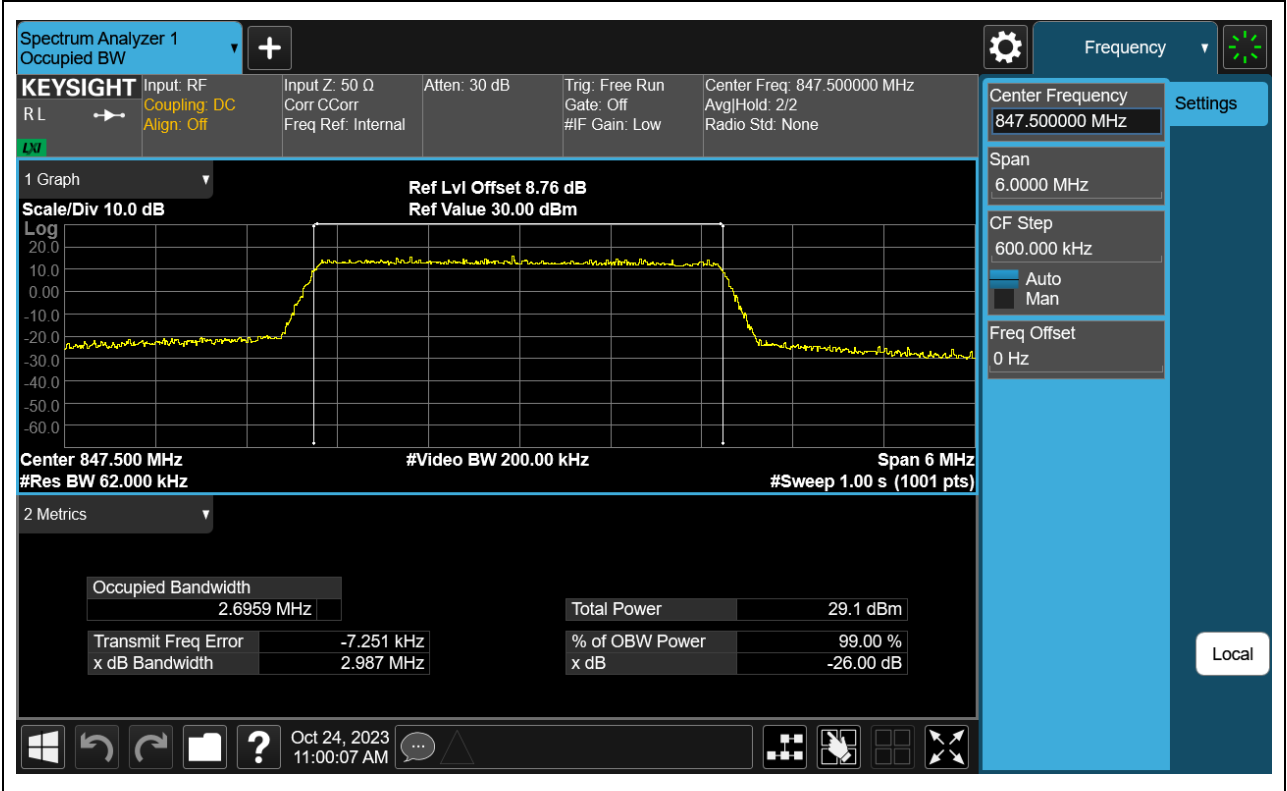 Spectrum Analyzer 1
Occupied BW
+
Frequency
KEYSIGHT
R L
LXI
Input: RF
Coupling: DC
Align: Off
Input Z: 50 Ω
Corr CCorr
Freq Ref: Internal
Atten: 30 dB
Trig: Free Run
Gate: Off
#IF Gain: Low
Center Freq: 847.500000 MHz
Avg|Hold: 2/2
Radio Std: None
Center Frequency
847.500000 MHz
Settings
Span
6.0000 MHz
CF Step
600.000 kHz
Auto
Man
Freq Offset
0 Hz
Local
1 Graph
Scale/Div 10.0 dB
Ref Lvl Offset 8.76 dB
Ref Value 30.00 dBm
Log
20.0
10.0
0.00
-10.0
-20.0
-30.0
-40.0
-50.0
-60.0
Center 847.500 MHz
#Video BW 200.00 kHz
Span 6 MHz
#Res BW 62.000 kHz
#Sweep 1.00 s (1001 pts)
2 Metrics
Occupied Bandwidth
2.6959 MHz
Total Power 29.1 dBm
Transmit Freq Error -7.251 kHz
% of OBW Power 99.00 %
x dB Bandwidth 2.987 MHz
x dB -26.00 dB
?
Oct 24, 2023
11:00:07 AM